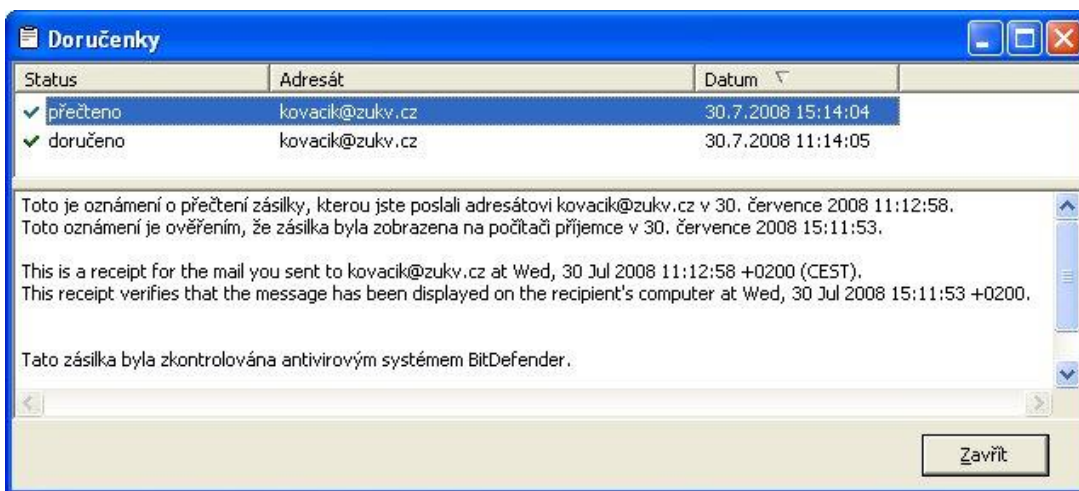 Doručenky
Status Adresát Datum
přečteno kovacik@zukv.cz 30.7.2008 15:14:04
doručeno kovacik@zukv.cz 30.7.2008 11:14:05
Toto je oznámení o přečtení zásilky, kterou jste poslali adresátovi kovacik@zukv.cz v 30. července 2008 11:12:58.
Toto oznámení je ověřením, že zásilka byla zobrazena na počítači příjemce v 30. července 2008 15:11:53.
This is a receipt for the mail you sent to kovacik@zukv.cz at Wed, 30 Jul 2008 11:12:58 +0200 (CEST).
This receipt verifies that the message has been displayed on the recipient's computer at Wed, 30 Jul 2008 15:11:53 +0200.
Tato zásilka byla zkontrolována antivirovým systémem BitDefender.
Zavřít